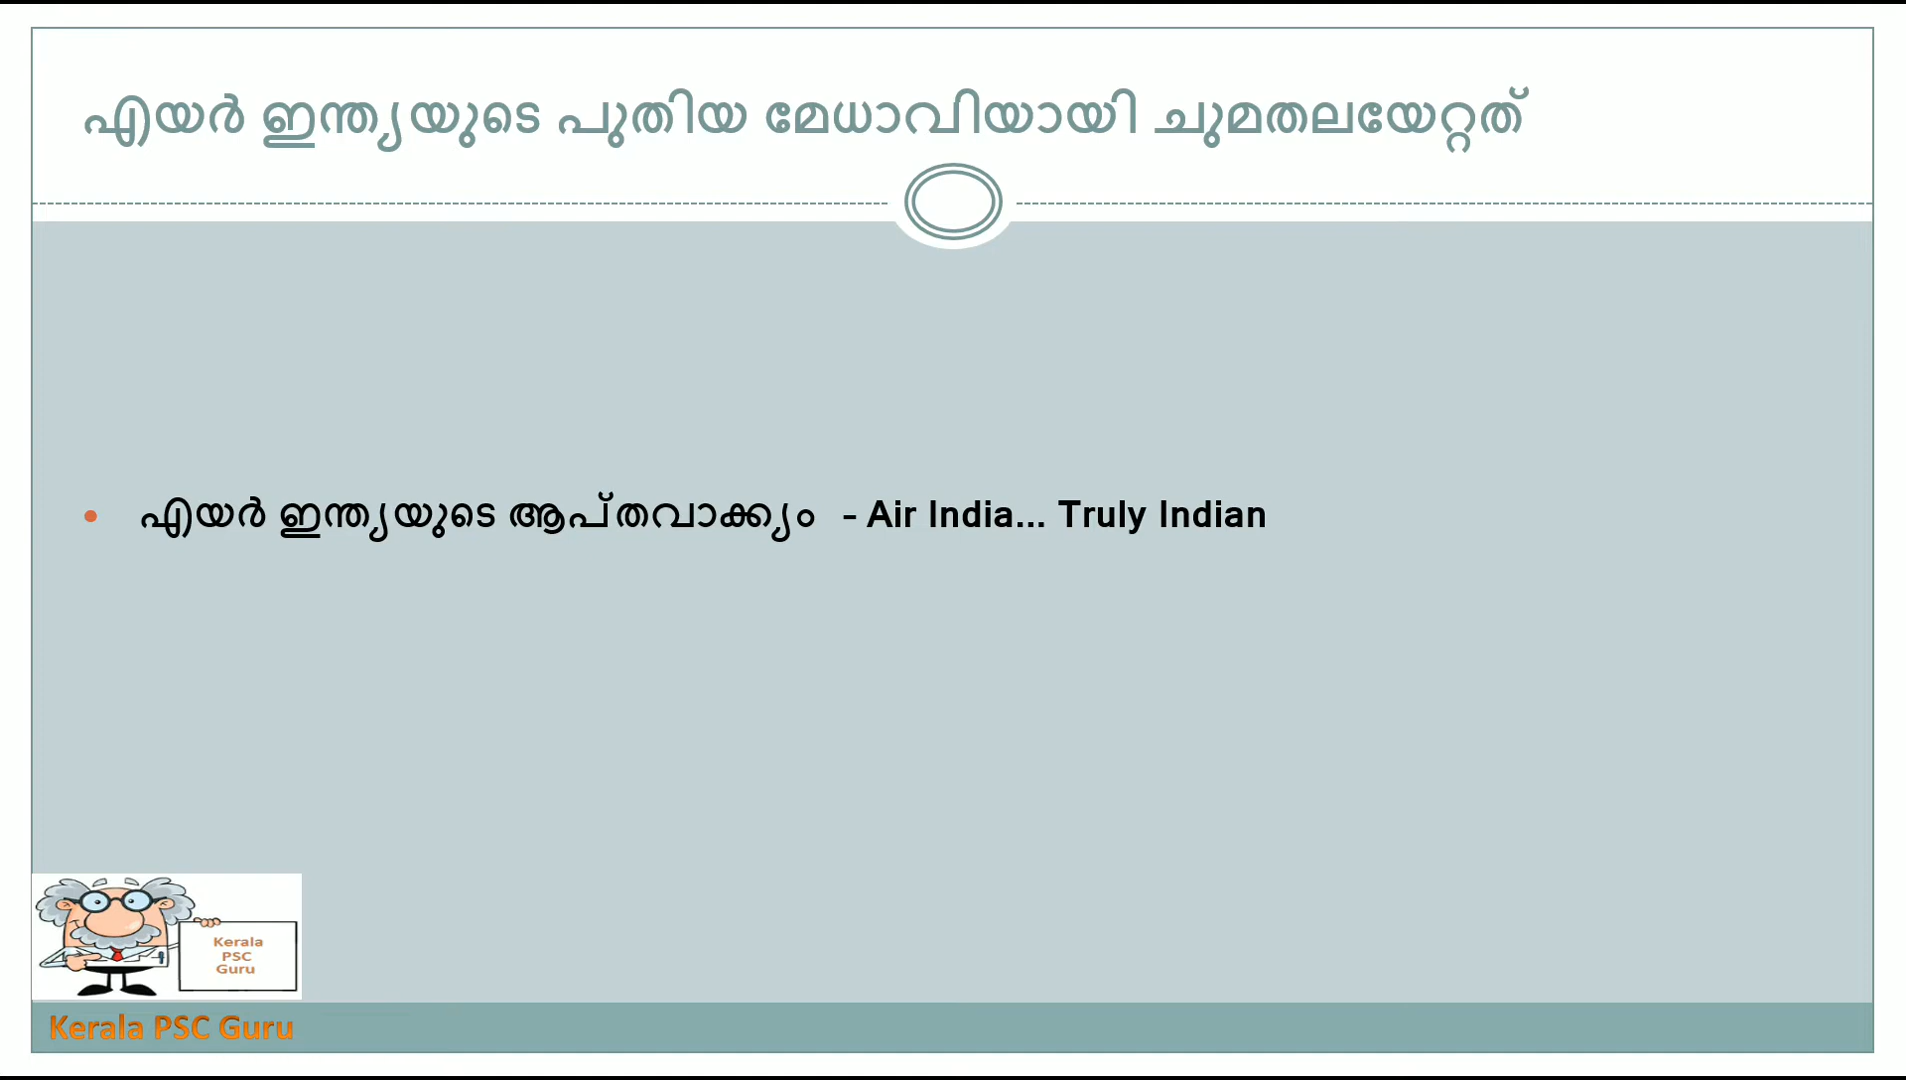 എയർ ഇന്ത്യയുടെ പുതിയ മേധാവിയായി ചുമതലയേറ്റത്
• എയർ ഇന്ത്യയുടെ ആപ്തവാക്യം - Air India... Truly Indian
Kerala
PSC
Guru
Kerala PSC Guru